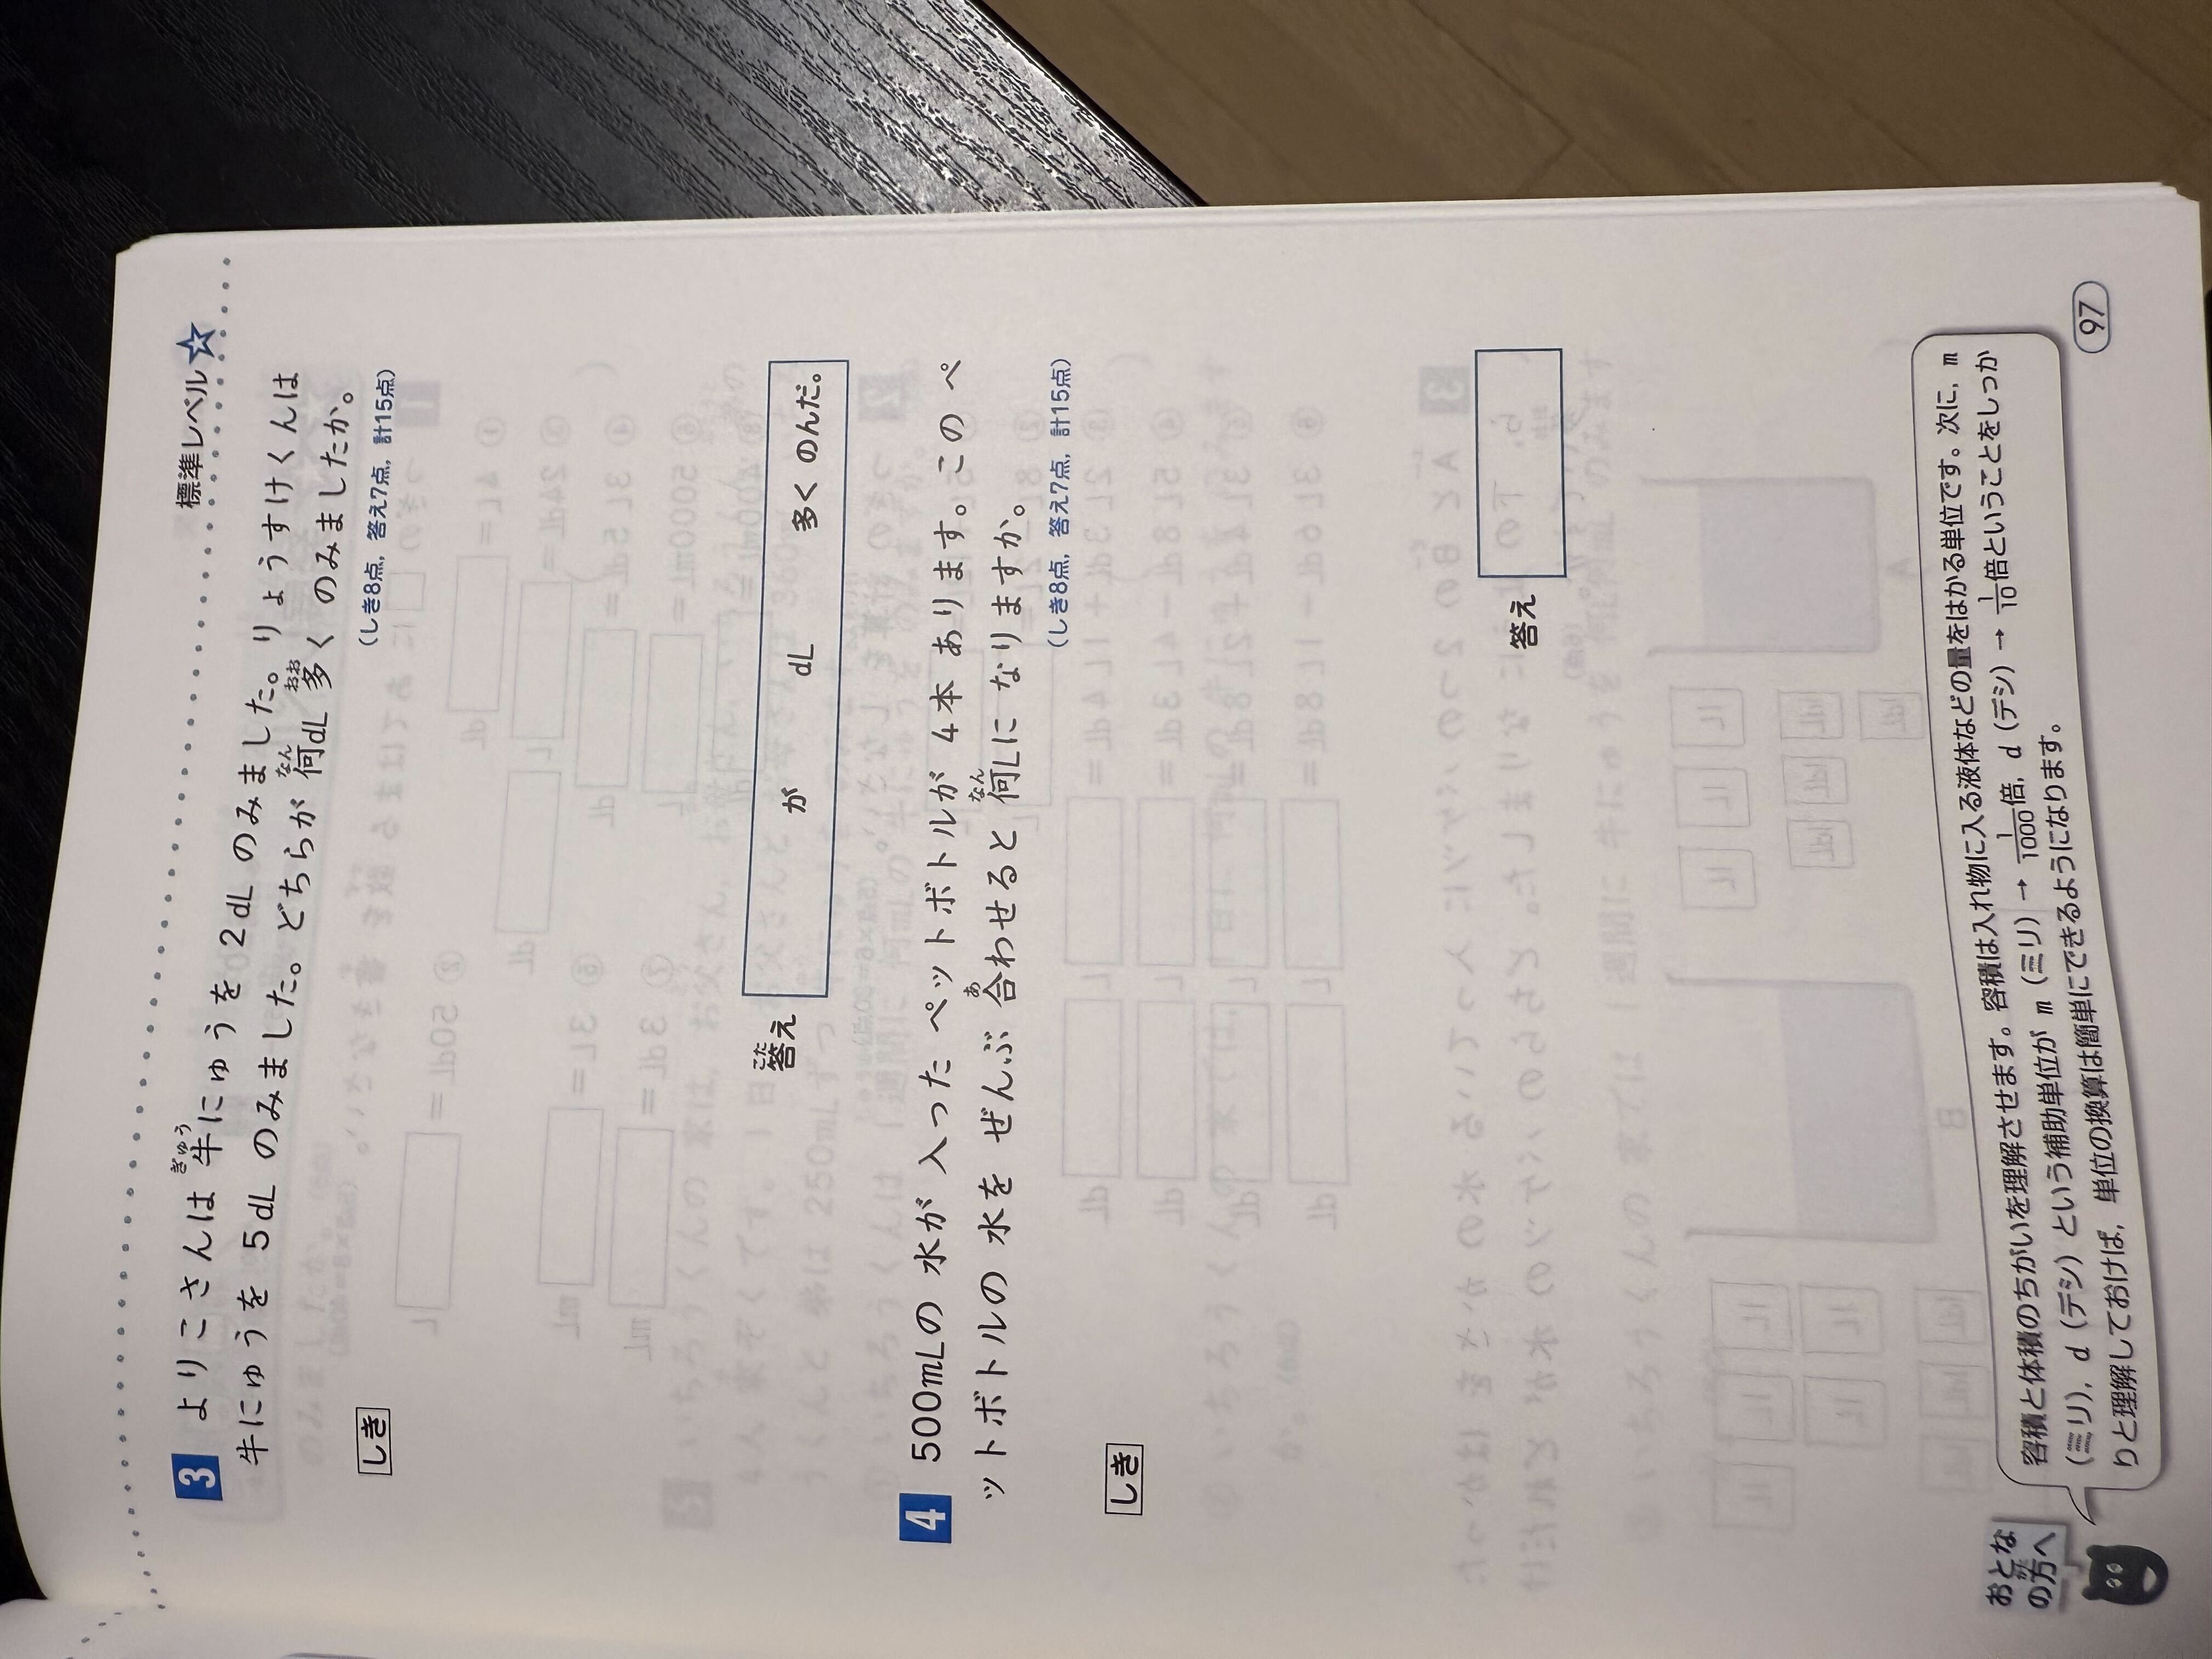 標準レベル☆
3 よりこさんは 牛にゅうを 2dL のみました。りょうすけくんは
牛にゅうを 5dL のみました。どちらが 何dL 多く のみましたか。
(しき8点, 答え7点, 計15点)
しき
答え が dL 多く のんだ。
4 500mLの 水が 入った ペットボトルが 4本 あります。この ペ
ットボトルの 水を ぜんぶ 合わせると 何Lに なりますか。
(しき8点, 答え7点, 計15点)
しき
答え
おとな
の方へ
容積と体積のちがいを理解させます。容積は入れ物に入る液体などの量をはかる単位です。次に, m
(ミリ), d (デシ) という補助単位が m (ミリ) → 1/1000倍, d (デシ) → 1/10倍ということをしっか
りと理解しておけば, 単位の換算は簡単にできるようになります。
97